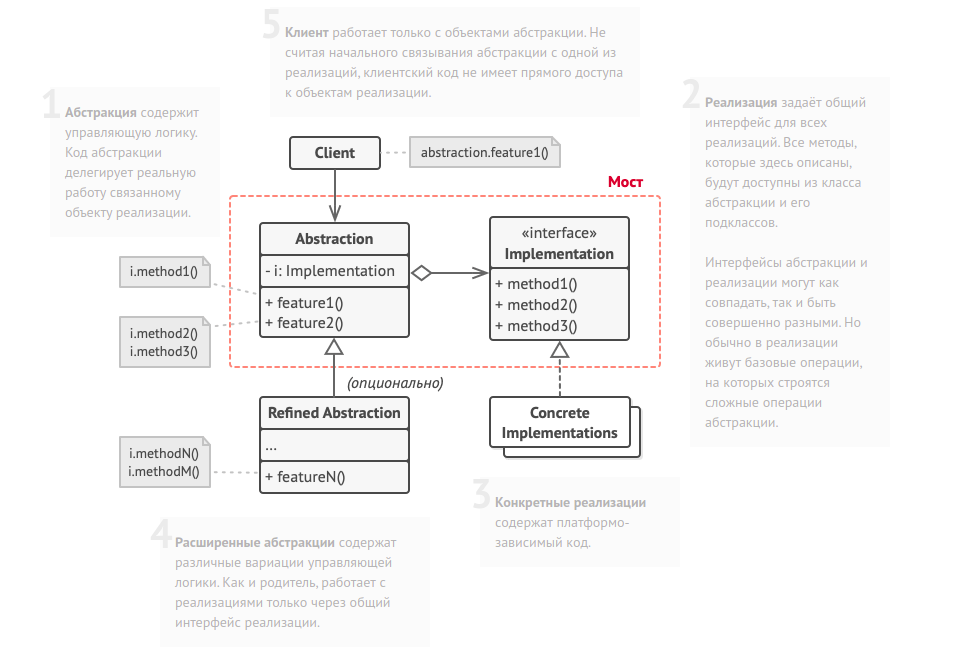 5
Клиент работает только с объектами абстракции. Не
считая начального связывания абстракции с одной из
реализаций, клиентский код не имеет прямого доступа
к объектам реализации.
1
Абстракция содержит
управляющую логику.
Код абстракции
делегирует реальную
работу связанному
объекту реализации.
2
Реализация задаёт общий
интерфейс для всех
реализаций. Все методы,
которые здесь описаны,
будут доступны из класса
абстракции и его
подклассов.
Интерфейсы абстракции и
реализации могут как
совпадать, так и быть
совершенно разными. Но
обычно в реализации
живут базовые операции,
на которых строятся
сложные операции
абстракции.
Client
abstraction.feature1()
Мост
Abstraction
- i: Implementation
+ feature1()
+ feature2()
«interface»
Implementation
+ method1()
+ method2()
+ method3()
i.method1()
i.method2()
i.method3()
(опционально)
Refined Abstraction
...
+ featureN()
Concrete
Implementations
i.methodN()
i.methodM()
3
Конкретные реализации
содержат платформо-
зависимый код.
4
Расширенные абстракции содержат
различные вариации управляющей
логики. Как и родитель, работает с
реализациями только через общий
интерфейс реализации.